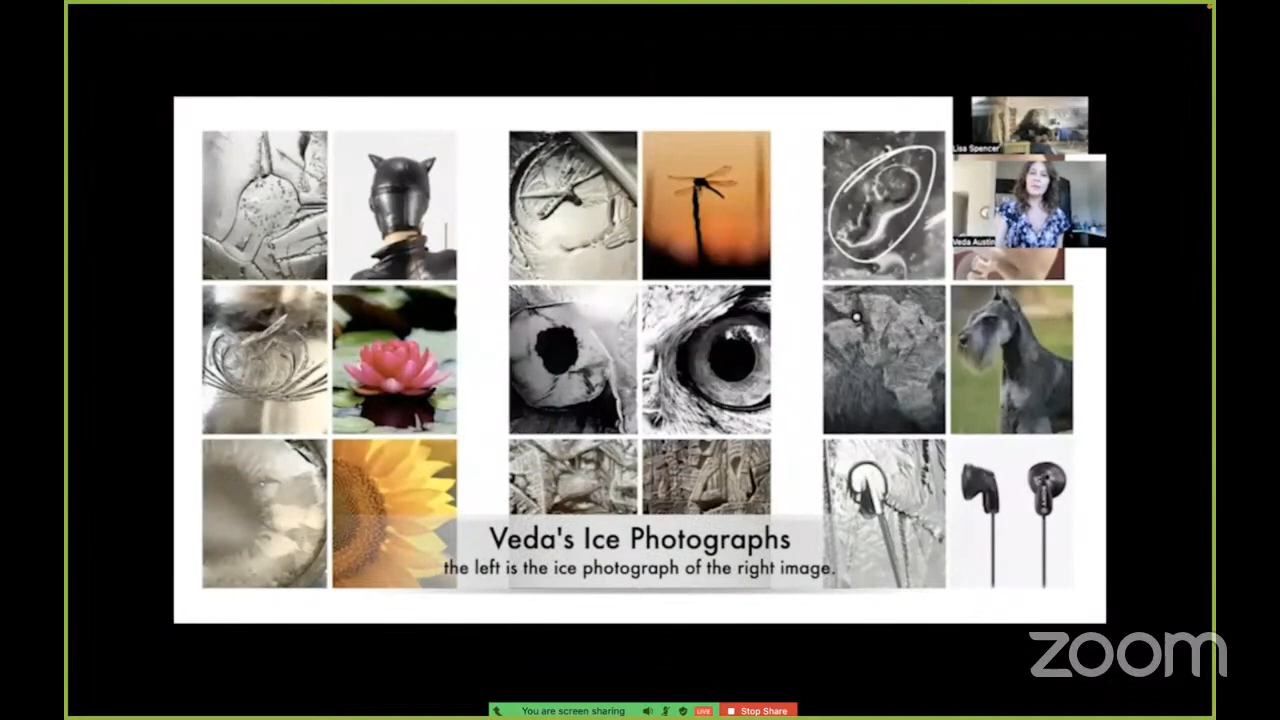 Lisa Spencer
Veda Austin
Veda's Ice Photographs
the left is the ice photograph of the right image.
zoom
You are screen sharing
LIVE
Stop Share